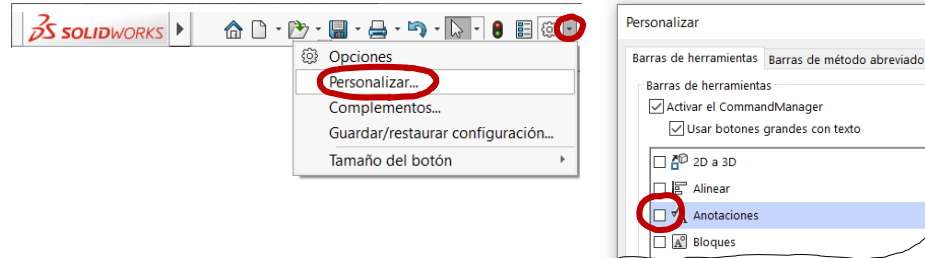 SOLIDWORKS
Opciones
Personalizar...
Complementos...
Guardar/restaurar configuración...
Tamaño del botón
Personalizar
Barras de herramientas Barras de método abreviado
Barras de herramientas
Activar el CommandManager
Usar botones grandes con texto
2D a 3D
Alinear
Anotaciones
Bloques